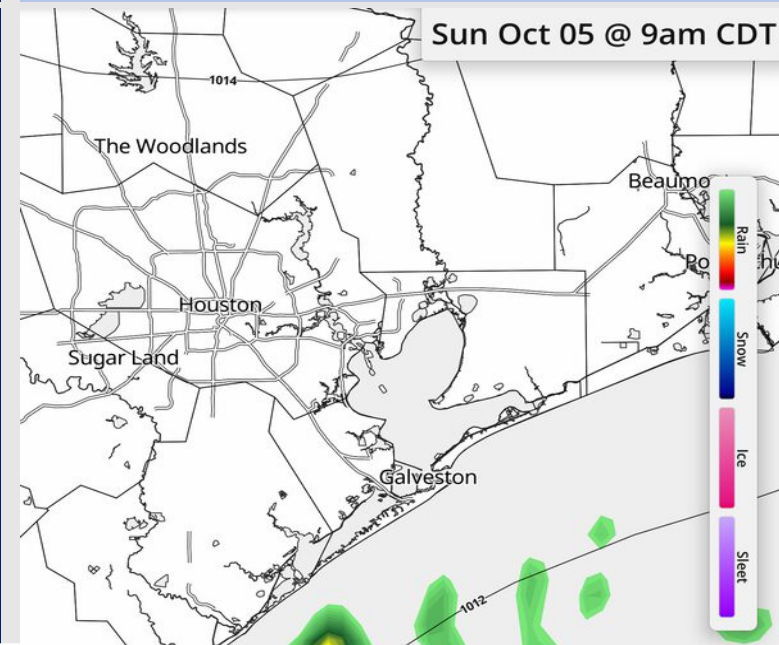 Sun Oct 05 @ 9am CDT
1014
The Woodlands
Rain
Houston
Sugar Land
Snow
Ice
Galveston
Sleet
1012